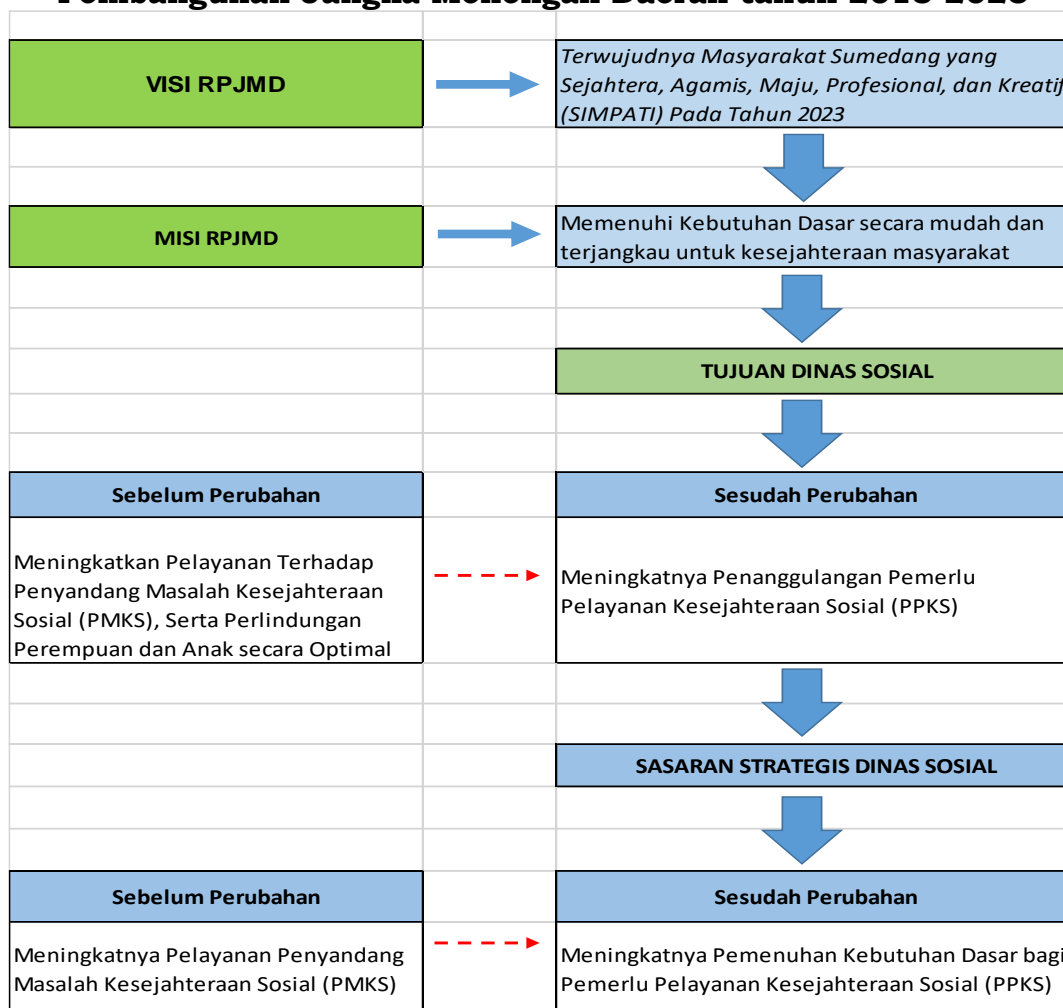 VISI RPJMD
Terwujudnya Masyarakat Sumedang yang
Sejahtera, Agamis, Maju, Profesional, dan Kreatif
(SIMPATI) Pada Tahun 2023
MISI RPJMD
Memenuhi Kebutuhan Dasar secara mudah dan
terjangkau untuk kesejahteraan masyarakat
TUJUAN DINAS SOSIAL
Sebelum Perubahan
Sesudah Perubahan
Meningkatkan Pelayanan Terhadap
Penyandang Masalah Kesejahteraan
Sosial (PMKS), Serta Perlindungan
Perempuan dan Anak secara Optimal
Meningkatnya Penanggulangan Pemerlu
Pelayanan Kesejahteraan Sosial (PPKS)
SASARAN STRATEGIS DINAS SOSIAL
Sebelum Perubahan
Sesudah Perubahan
Meningkatnya Pelayanan Penyandang
Masalah Kesejahteraan Sosial (PMKS)
Meningkatnya Pemenuhan Kebutuhan Dasar bagi
Pemerlu Pelayanan Kesejahteraan Sosial (PPKS)